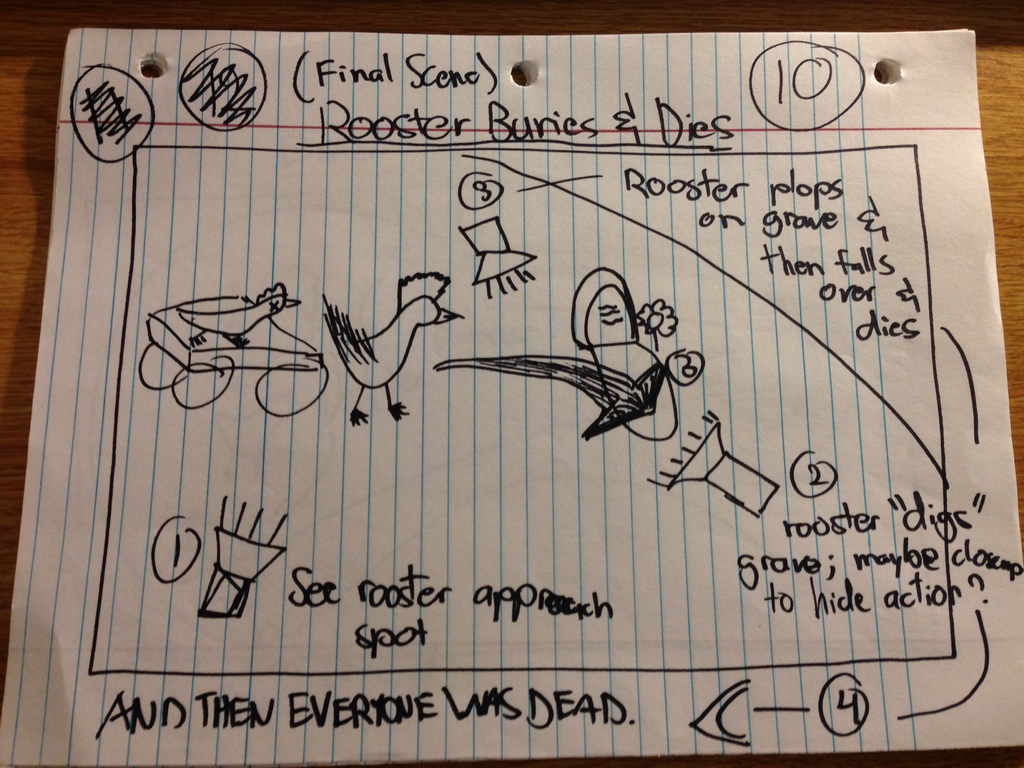 (Final Scene)
10
Rooster Buries & Dies
3
Rooster plops
on grave &
then falls
over &
dies
3
2
rooster "digs"
grave; maybe closeup
to hide action?
1
See rooster approach
spot
AND THEN EVERYONE WAS DEAD.
4